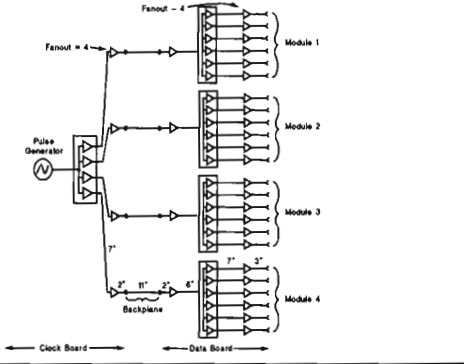 Fanout – 4
Fanout = 4
Module 1
Module 2
Pulse
Generator
Module 3
7"
7" 3"
2" 11" 2" 6"
Backplane
Module 4
Clock Board
Data Board